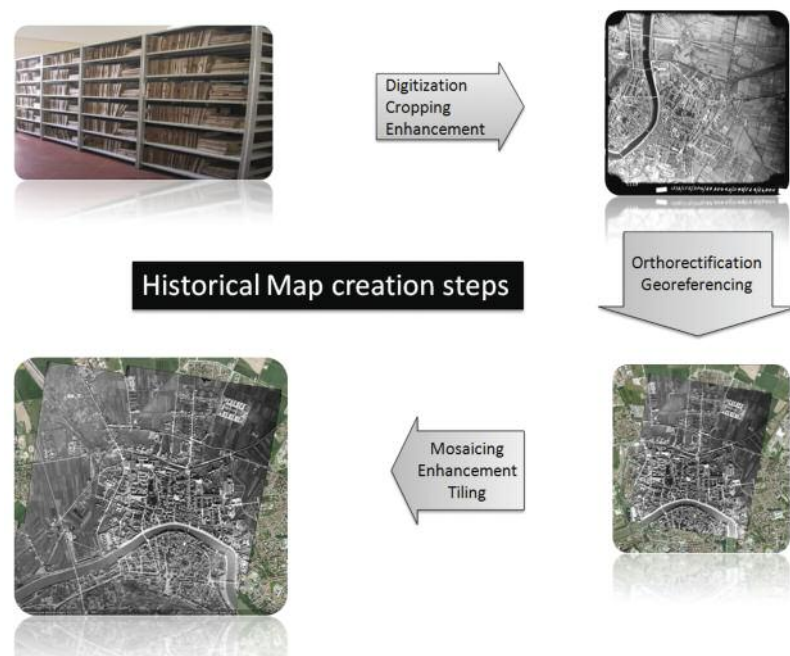 Digitization
Cropping
Enhancement
Historical Map creation steps
Orthorectification
Georeferencing
Mosaicing
Enhancement
Tiling